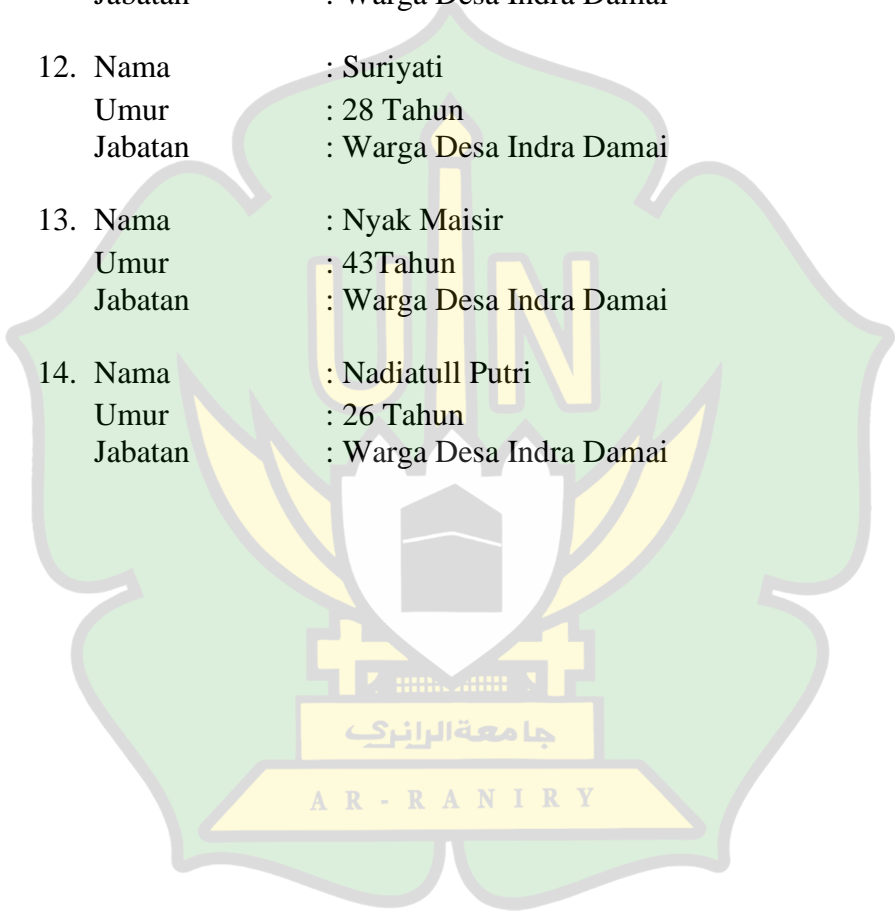 Jabatan : Warga Desa Indra Damai
12. Nama : Suriyati
Umur : 28 Tahun
Jabatan : Warga Desa Indra Damai
13. Nama : Nyak Maisir
Umur : 43Tahun
Jabatan : Warga Desa Indra Damai
14. Nama : Nadiatull Putri
Umur : 26 Tahun
Jabatan : Warga Desa Indra Damai
UIN
جامعةالرانري
AR-RANIRY